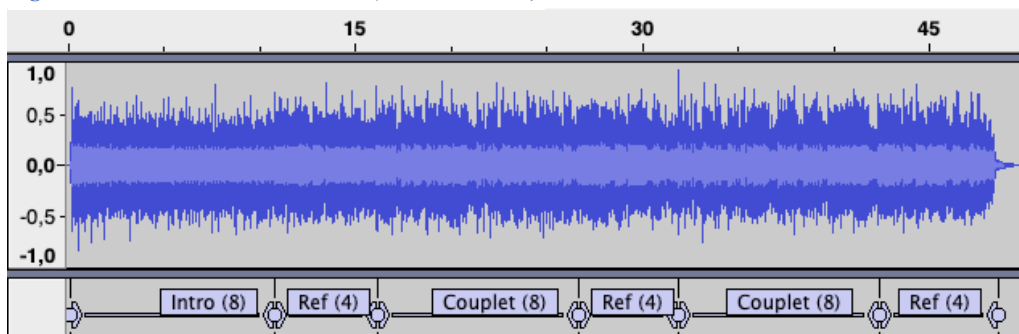 0 15 30 45
1,0
0,5
0,0
-0,5
-1,0
Intro (8) Ref (4) Couplet (8) Ref (4) Couplet (8) Ref (4)